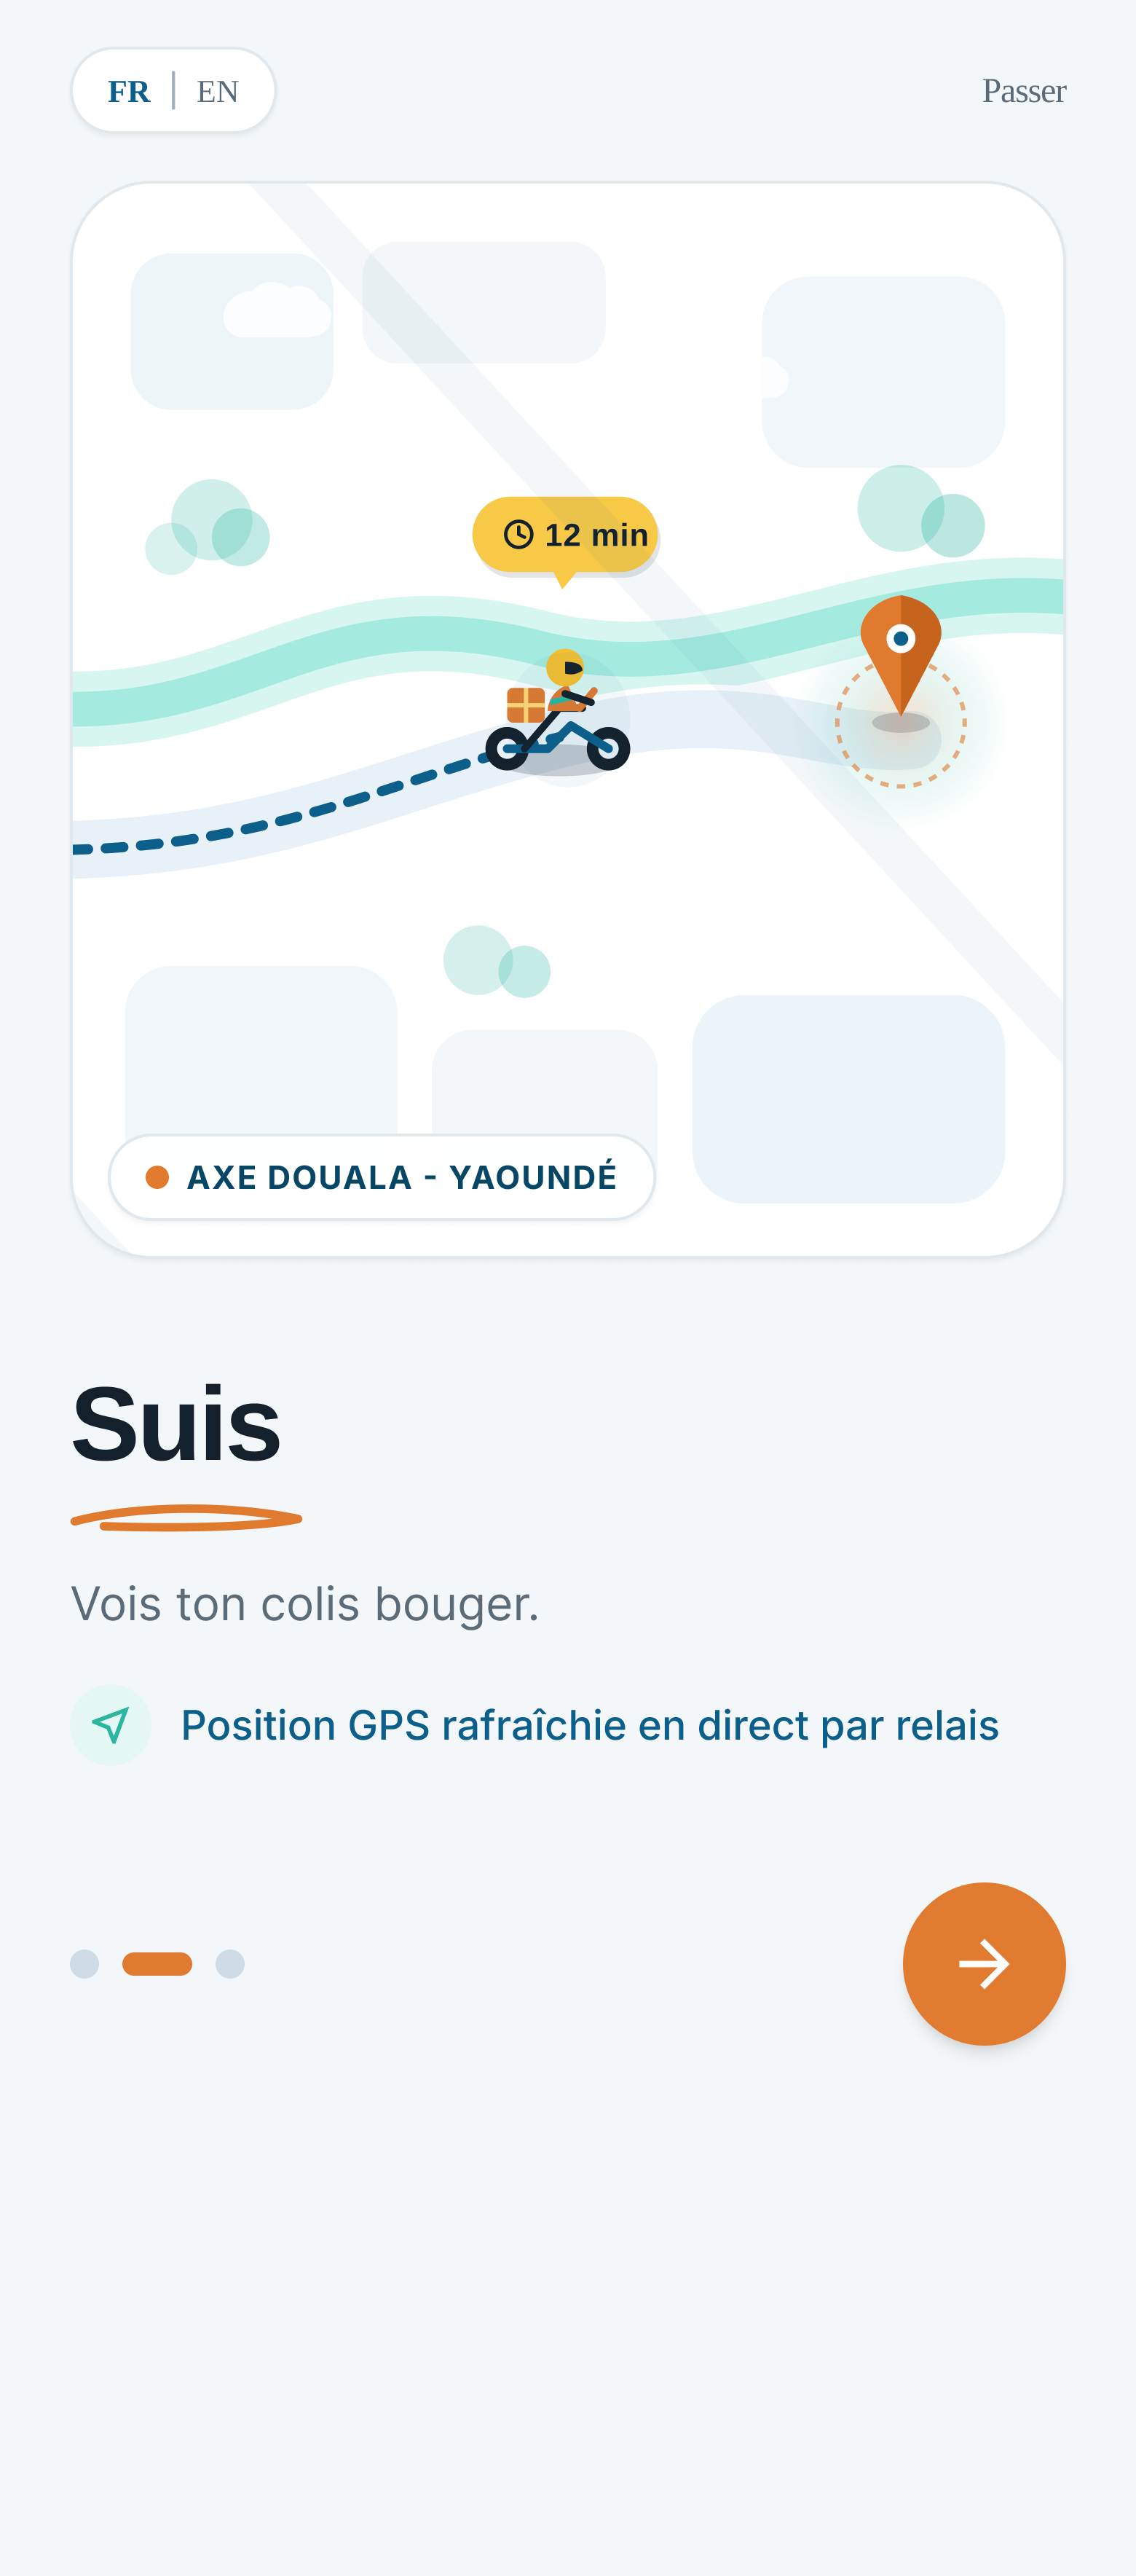 FR | EN
Passer
12 min
AXE DOUALA - YAOUNDÉ
Suis
Vois ton colis bouger.
Position GPS rafraîchie en direct par relais